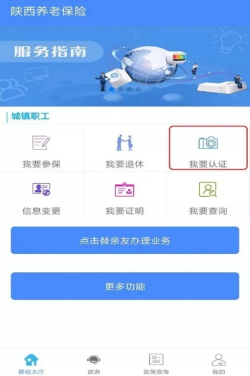 陕西养老保险
服务指南
城镇职工
我要参保 我要退休 我要认证
信息变更 我要证明 我要查询
点击替亲友办理业务
更多功能
移动大厅 咨询 政策宣传 我的